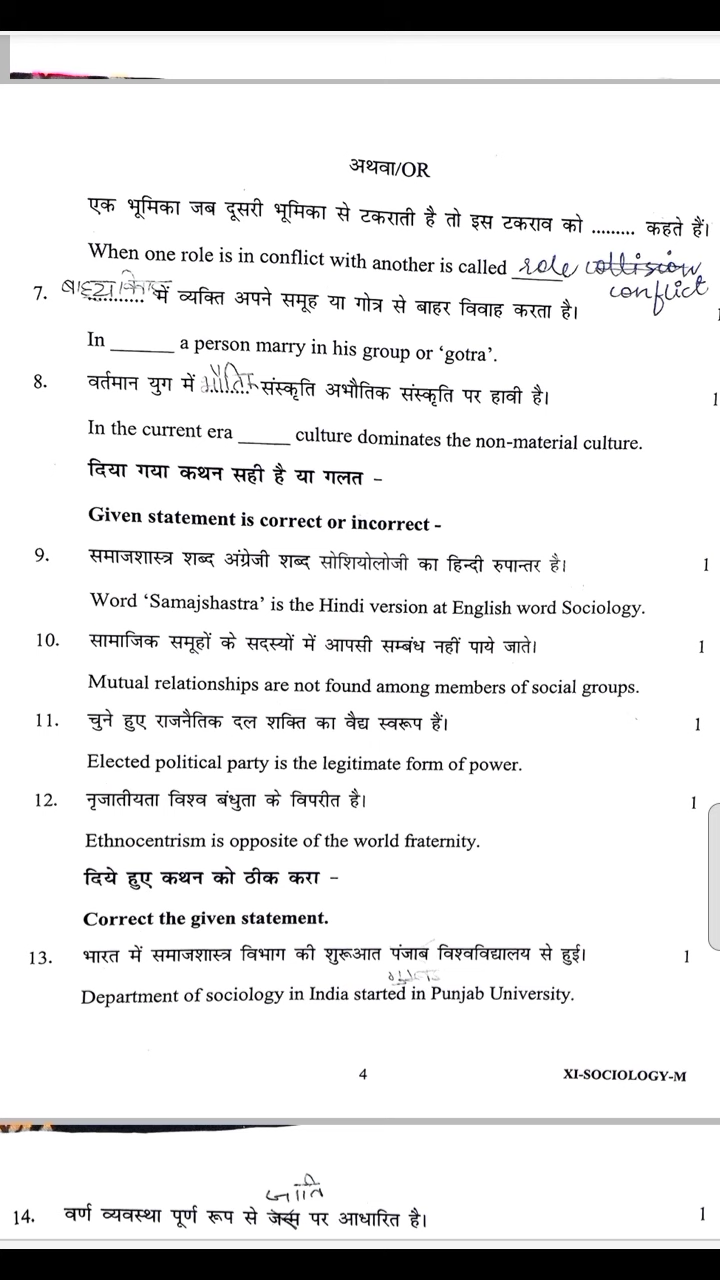 अथवा/OR
एक भूमिका जब दूसरी भूमिका से टकराती है तो इस टकराव को ......... कहते हैं।
When one role is in conflict with another is called role collision
conflict
7. ........... में व्यक्ति अपने समूह या गोत्र से बाहर विवाह करता है। 1
In _______ a person marry in his group or ‘gotra’.
8. वर्तमान युग में ......... संस्कृति अभौतिक संस्कृति पर हावी है। 1
In the current era _____ culture dominates the non-material culture.
दिया गया कथन सही है या गलत -
Given statement is correct or incorrect -
9. समाजशास्त्र शब्द अंग्रेजी शब्द सोशियोलोजी का हिन्दी रुपान्तर है। 1
Word ‘Samajshastra’ is the Hindi version at English word Sociology.
10. सामाजिक समूहों के सदस्यों में आपसी सम्बंध नहीं पाये जाते। 1
Mutual relationships are not found among members of social groups.
11. चुने हुए राजनैतिक दल शक्ति का वैद्य स्वरूप हैं। 1
Elected political party is the legitimate form of power.
12. नृजातीयता विश्व बंधुता के विपरीत है। 1
Ethnocentrism is opposite of the world fraternity.
दिये हुए कथन को ठीक करा -
Correct the given statement.
13. भारत में समाजशास्त्र विभाग की शुरूआत पंजाब विश्वविद्यालय से हुई। 1
Department of sociology in India started in Punjab University.
4 XI-SOCIOLOGY-M
जाति
14. वर्ण व्यवस्था पूर्ण रूप से जन्म पर आधारित है। 1